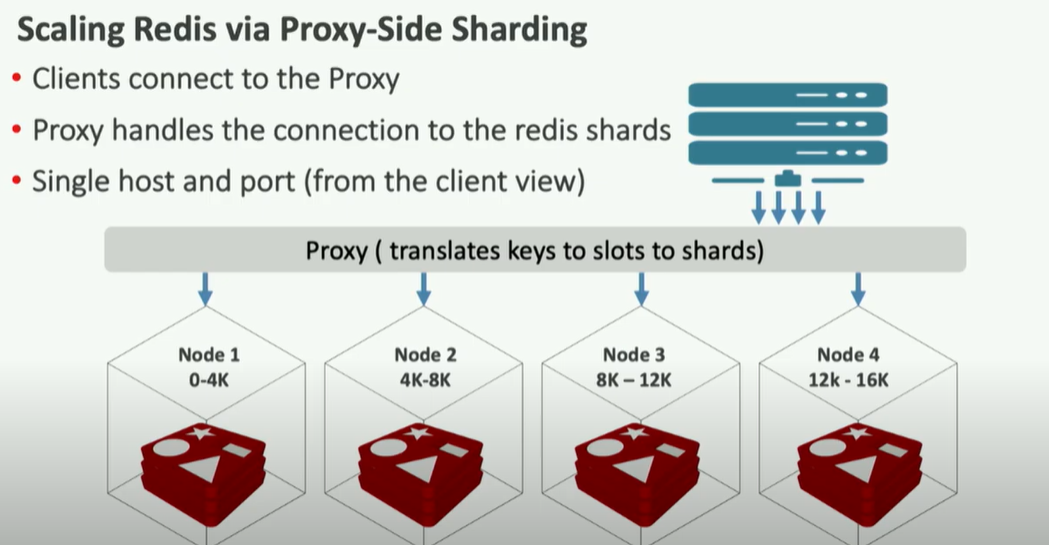 Scaling Redis via Proxy-Side Sharding
• Clients connect to the Proxy
• Proxy handles the connection to the redis shards
• Single host and port (from the client view)
Proxy ( translates keys to slots to shards)
Node 1
0-4K
Node 2
4K-8K
Node 3
8K – 12K
Node 4
12k - 16K